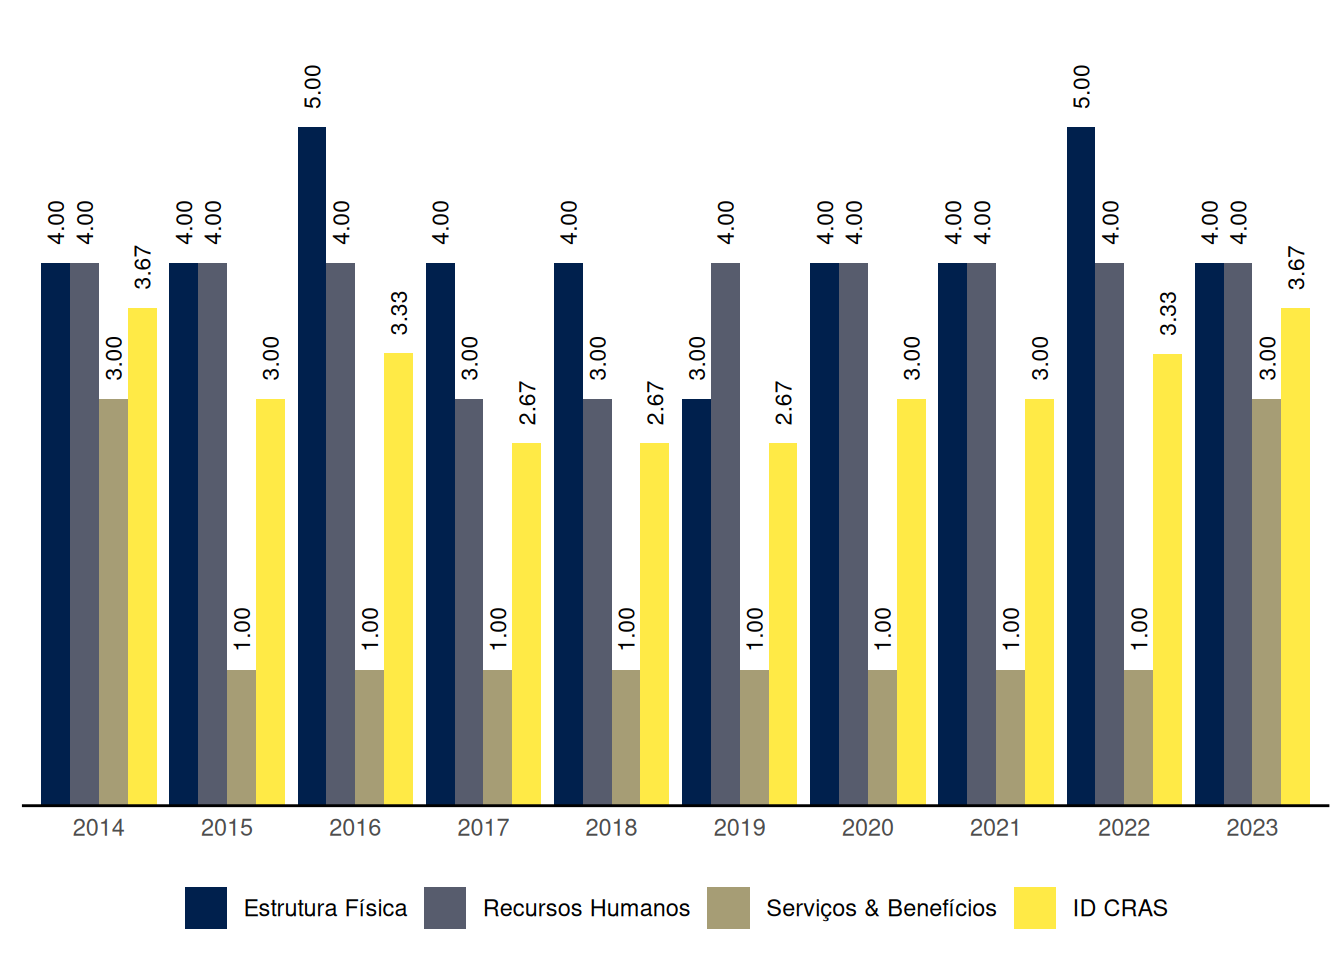 5.00 5.00
4.00 4.00 4.00 4.00 4.00 4.00 4.00 4.00 4.00 4.00 4.00 4.00 4.00 4.00 4.00
3.67 3.67
3.33 3.33
3.00 3.00 3.00 3.00 3.00 3.00 3.00 3.00
2.67 2.67 2.67
1.00 1.00 1.00 1.00 1.00 1.00 1.00 1.00
2014 2015 2016 2017 2018 2019 2020 2021 2022 2023
Estrutura Física Recursos Humanos Serviços & Benefícios ID CRAS